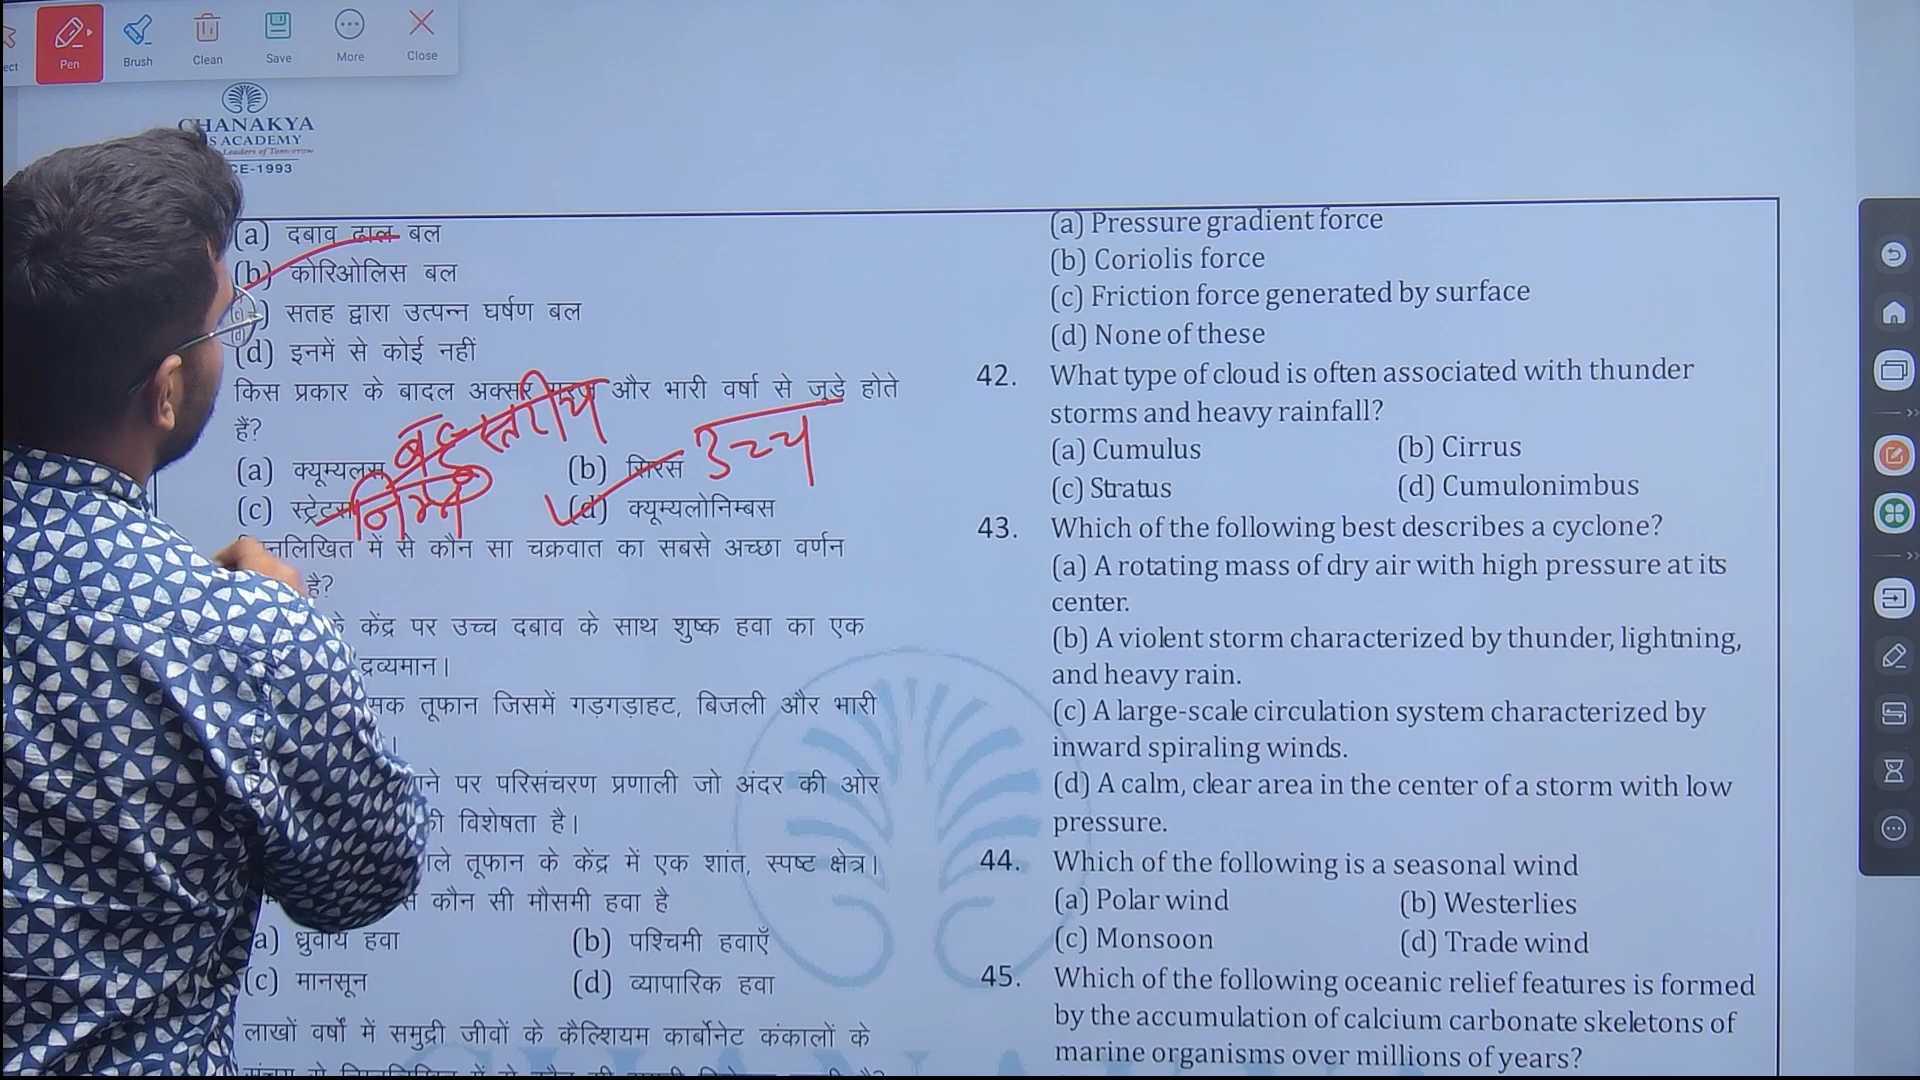 Pen
Brush
Clean
Save
More
Close
CHANAKYA
S ACADEMY
Leaders of Tomorrow
CE-1993
(a) दबाव ढाल बल
(b) कोरिओलिस बल
सतह द्वारा उत्पन्न घर्षण बल
(d) इनमें से कोई नहीं
किस प्रकार के बादल अक्सर गरज और भारी वर्षा से जुड़े होते
हैं?
बहुस्तरीय
उच्च
(a) क्यूम्यलस (b) सिरस
निम्न
(c) स्ट्रेटस (d) क्यूम्यलोनिम्बस
में से कौन सा चक्रवात का सबसे अच्छा वर्णन
है?
केंद्र पर उच्च दबाव के साथ शुष्क हवा का एक
द्रव्यमान।
तूफान जिसमें गड़गड़ाहट, बिजली और भारी
पर परिसंचरण प्रणाली जो अंदर की ओर
विशेषता है।
तूफान के केंद्र में एक शांत, स्पष्ट क्षेत्र।
से कौन सी मौसमी हवा है
a) ध्रुवीय हवा (b) पश्चिमी हवाएँ
(c) मानसून (d) व्यापारिक हवा
लाखों वर्षों में समुद्री जीवों के कैल्शियम कार्बोनेट कंकालों के
(a) Pressure gradient force
(b) Coriolis force
(c) Friction force generated by surface
(d) None of these
42. What type of cloud is often associated with thunder
storms and heavy rainfall?
(a) Cumulus (b) Cirrus
(c) Stratus (d) Cumulonimbus
43. Which of the following best describes a cyclone?
(a) A rotating mass of dry air with high pressure at its
center.
(b) A violent storm characterized by thunder, lightning,
and heavy rain.
(c) A large-scale circulation system characterized by
inward spiraling winds.
(d) A calm, clear area in the center of a storm with low
pressure.
44. Which of the following is a seasonal wind
(a) Polar wind (b) Westerlies
(c) Monsoon (d) Trade wind
45. Which of the following oceanic relief features is formed
by the accumulation of calcium carbonate skeletons of
marine organisms over millions of years?